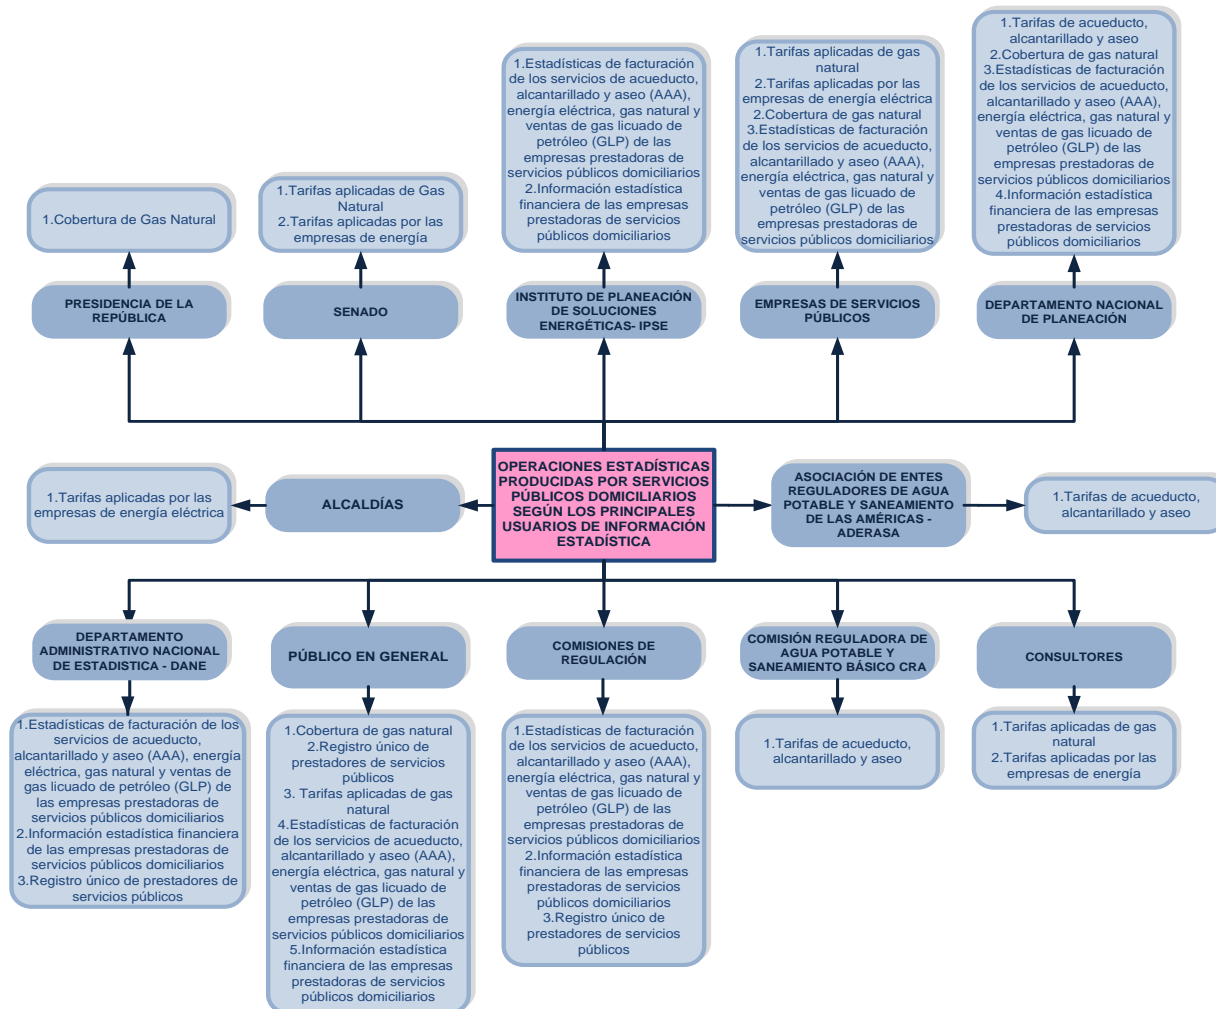 1.Cobertura de Gas Natural
1.Tarifas aplicadas de Gas
Natural
2.Tarifas aplicadas por las
empresas de energía
1.Estadísticas de facturación
de los servicios de acueducto,
alcantarillado y aseo (AAA),
energía eléctrica, gas natural y
ventas de gas licuado de
petróleo (GLP) de las
empresas prestadoras de
servicios públicos domiciliarios
2.Información estadística
financiera de las empresas
prestadoras de servicios
públicos domiciliarios
1.Tarifas aplicadas de gas
natural
2.Tarifas aplicadas por las
empresas de energía eléctrica
2.Cobertura de gas natural
3.Estadísticas de facturación
de los servicios de acueducto,
alcantarillado y aseo (AAA),
energía eléctrica, gas natural y
ventas de gas licuado de
petróleo (GLP) de las
empresas prestadoras de
servicios públicos domiciliarios
1.Tarifas de acueducto,
alcantarillado y aseo
2.Cobertura de gas natural
3.Estadísticas de facturación
de los servicios de acueducto,
alcantarillado y aseo (AAA),
energía eléctrica, gas natural y
ventas de gas licuado de
petróleo (GLP) de las
empresas prestadoras de
servicios públicos domiciliarios
4.Información estadística
financiera de las empresas
prestadoras de servicios
públicos domiciliarios
PRESIDENCIA DE LA
REPÚBLICA
SENADO
INSTITUTO DE PLANEACIÓN
DE SOLUCIONES
ENERGÉTICAS- IPSE
EMPRESAS DE SERVICIOS
PÚBLICOS
DEPARTAMENTO NACIONAL
DE PLANEACIÓN
1.Tarifas aplicadas por las
empresas de energía eléctrica
ALCALDÍAS
OPERACIONES ESTADÍSTICAS
PRODUCIDAS POR SERVICIOS
PÚBLICOS DOMICILIARIOS
SEGÚN LOS PRINCIPALES
USUARIOS DE INFORMACIÓN
ESTADÍSTICA
ASOCIACIÓN DE ENTES
REGULADORES DE AGUA
POTABLE Y SANEAMIENTO
DE LAS AMÉRICAS -
ADERASA
1.Tarifas de acueducto,
alcantarillado y aseo
DEPARTAMENTO
ADMINISTRATIVO NACIONAL
DE ESTADISTICA - DANE
PÚBLICO EN GENERAL
COMISIONES DE
REGULACIÓN
COMISIÓN REGULADORA DE
AGUA POTABLE Y
SANEAMIENTO BÁSICO CRA
CONSULTORES
1.Estadísticas de facturación de los
servicios de acueducto,
alcantarillado y aseo (AAA), energía
eléctrica, gas natural y ventas de
gas licuado de petróleo (GLP) de
las empresas prestadoras de
servicios públicos domiciliarios
2.Información estadística financiera
de las empresas prestadoras de
servicios públicos domiciliarios
3.Registro único de prestadores de
servicios públicos
1.Cobertura de gas natural
2.Registro único de
prestadores de servicios
públicos
3. Tarifas aplicadas de gas
natural
4.Estadísticas de facturación
de los servicios de acueducto,
alcantarillado y aseo (AAA),
energía eléctrica, gas natural y
ventas de gas licuado de
petróleo (GLP) de las
empresas prestadoras de
servicios públicos domiciliarios
5.Información estadística
financiera de las empresas
prestadoras de servicios
públicos domiciliarios
1.Estadísticas de facturación
de los servicios de acueducto,
alcantarillado y aseo (AAA),
energía eléctrica, gas natural y
ventas de gas licuado de
petróleo (GLP) de las
empresas prestadoras de
servicios públicos domiciliarios
2.Información estadística
financiera de las empresas
prestadoras de servicios
públicos domiciliarios
3.Registro único de
prestadores de servicios
públicos
1.Tarifas de acueducto,
alcantarillado y aseo
1.Tarifas aplicadas de gas
natural
2.Tarifas aplicadas por las
empresas de energía